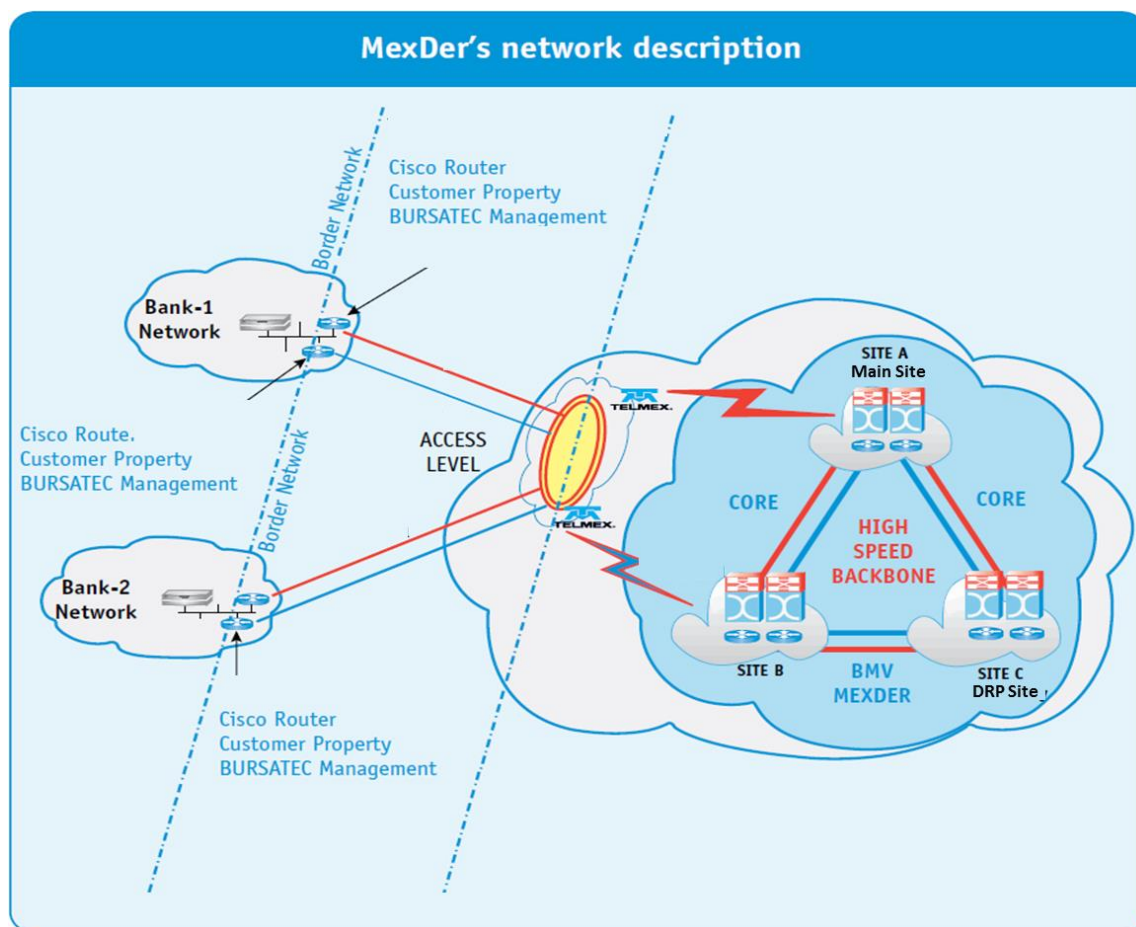 MexDer's network description
Border Network
Cisco Router
Customer Property
BURSATEC Management
Bank-1
Network
Cisco Route.
Customer Property
BURSATEC Management
Border Network
ACCESS
LEVEL
TELMEX.
TELMEX.
SITE A
Main Site
CORE
CORE
HIGH
SPEED
BACKBONE
Bank-2
Network
SITE B
BMV
MEXDER
SITE C
DRP Site
Cisco Router
Customer Property
BURSATEC Management